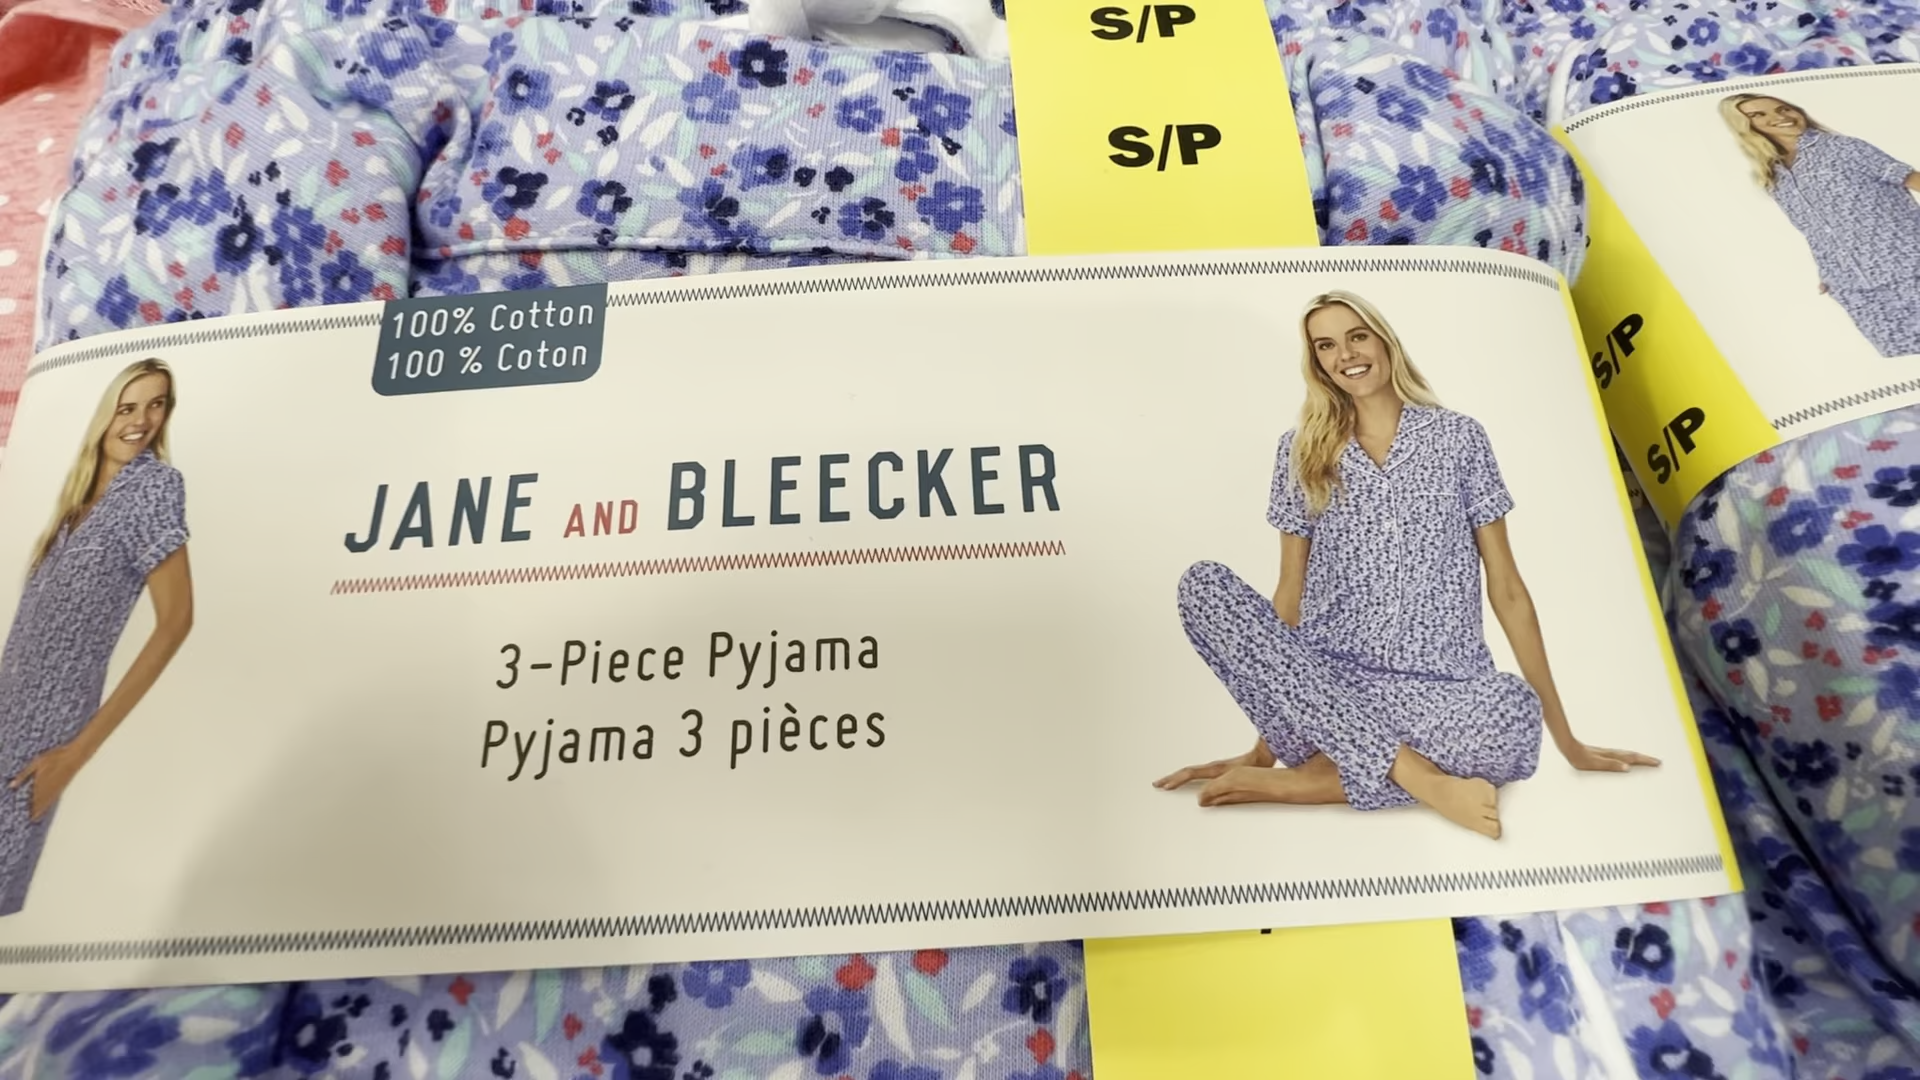 S/P
S/P
100% Cotton
100 % Coton
JANE AND BLEECKER
3-Piece Pyjama
Pyjama 3 pièces
S/P
S/P